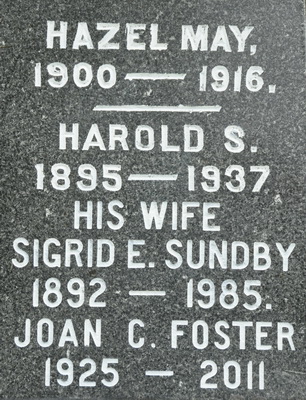 HAZEL MAY,
1900 — 1916.
HAROLD S.
1895 — 1937
HIS WIFE
SIGRID E. SUNDBY
1892 — 1985.
JOAN C. FOSTER
1925 — 2011